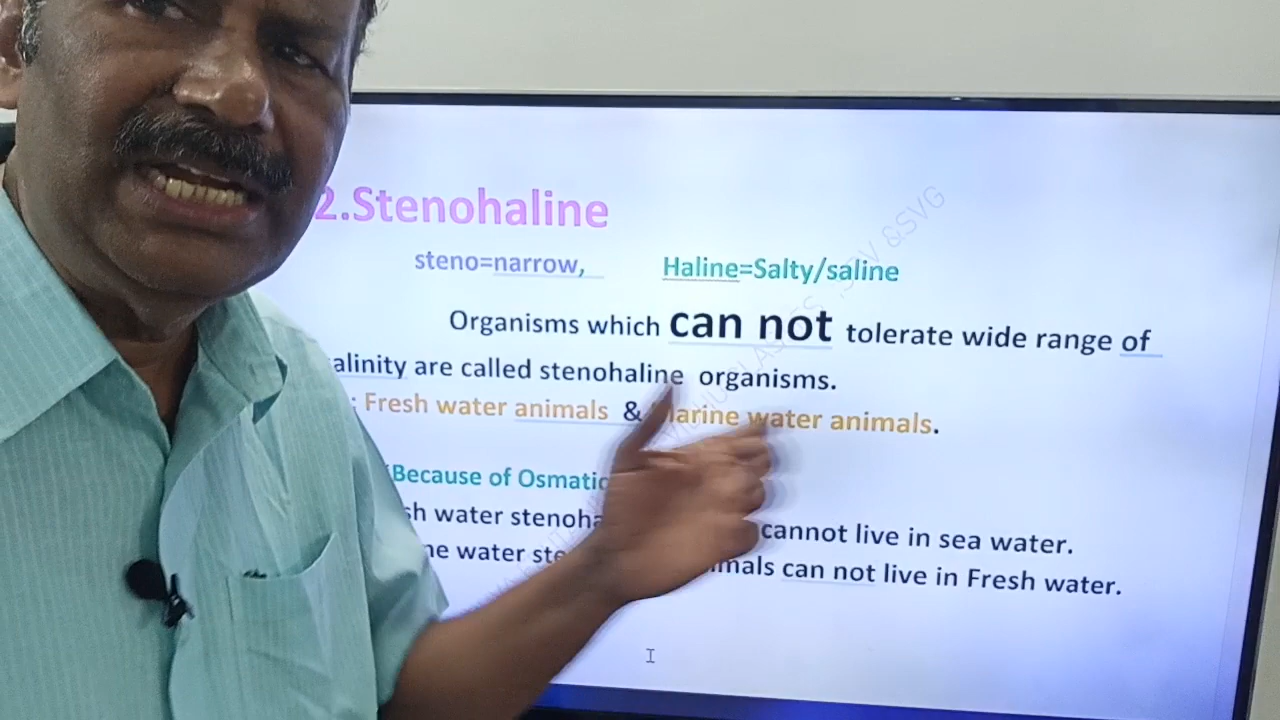 2.Stenohaline
steno=narrow, Haline=Salty/saline
Organisms which can not tolerate wide range of
alinity are called stenohaline organisms.
: Fresh water animals & Marine water animals.
Because of Osmatic
sh water stenoha cannot live in sea water.
ne water ste mals can not live in Fresh water.
&SVG